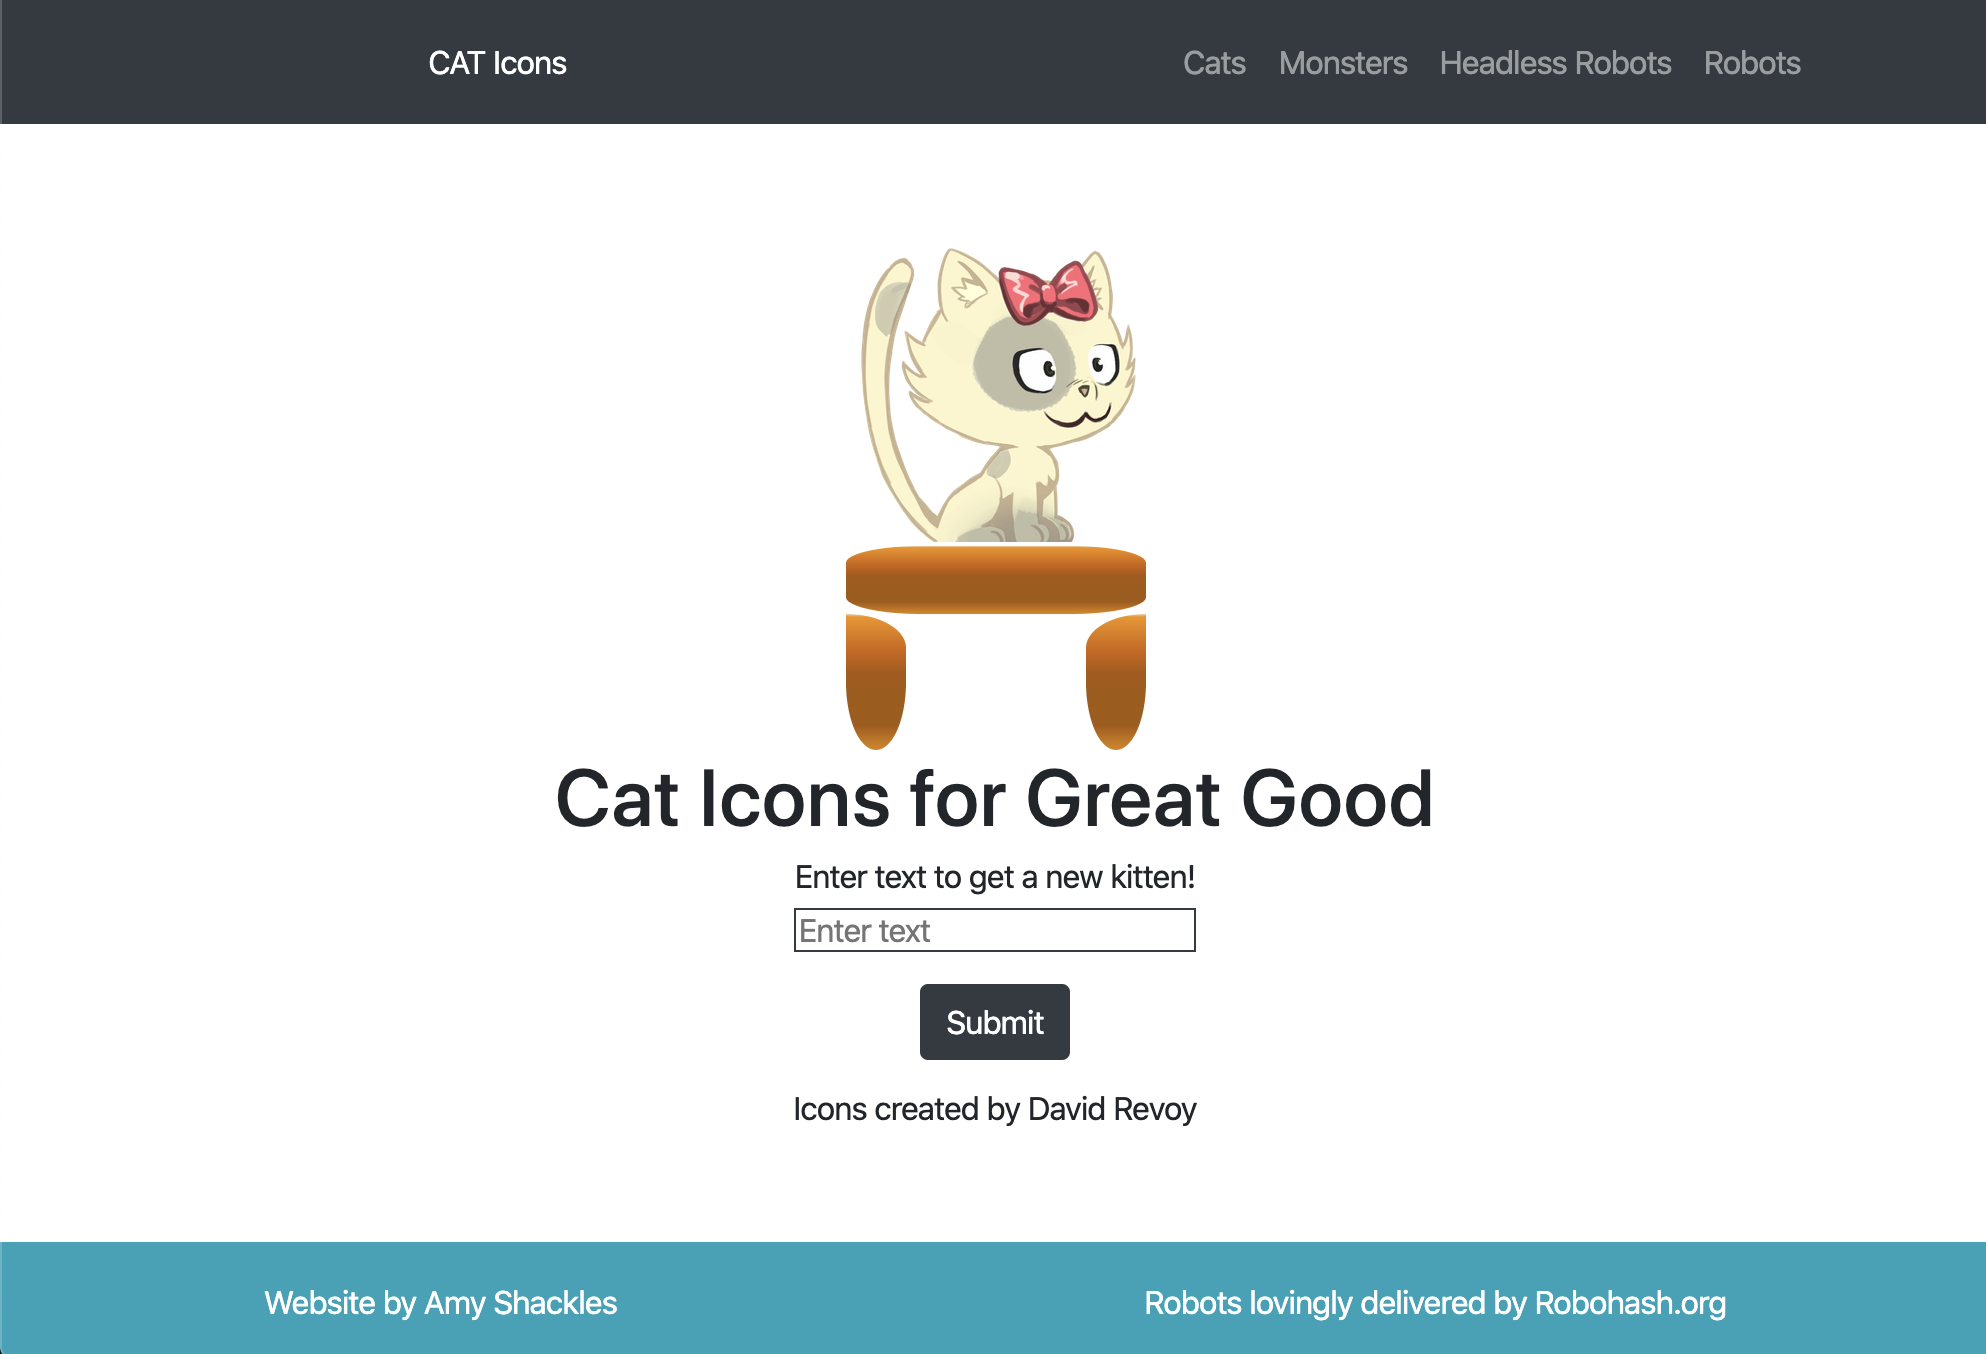 CAT Icons
Cats Monsters Headless Robots Robots
Cat Icons for Great Good
Enter text to get a new kitten!
Enter text
Submit
Icons created by David Revoy
Website by Amy Shackles
Robots lovingly delivered by Robohash.org